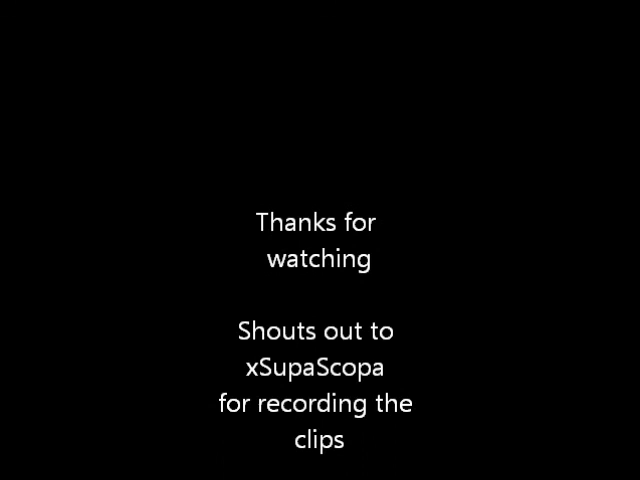 Thanks for
watching
Shouts out to
xSupaScopa
for recording the
clips